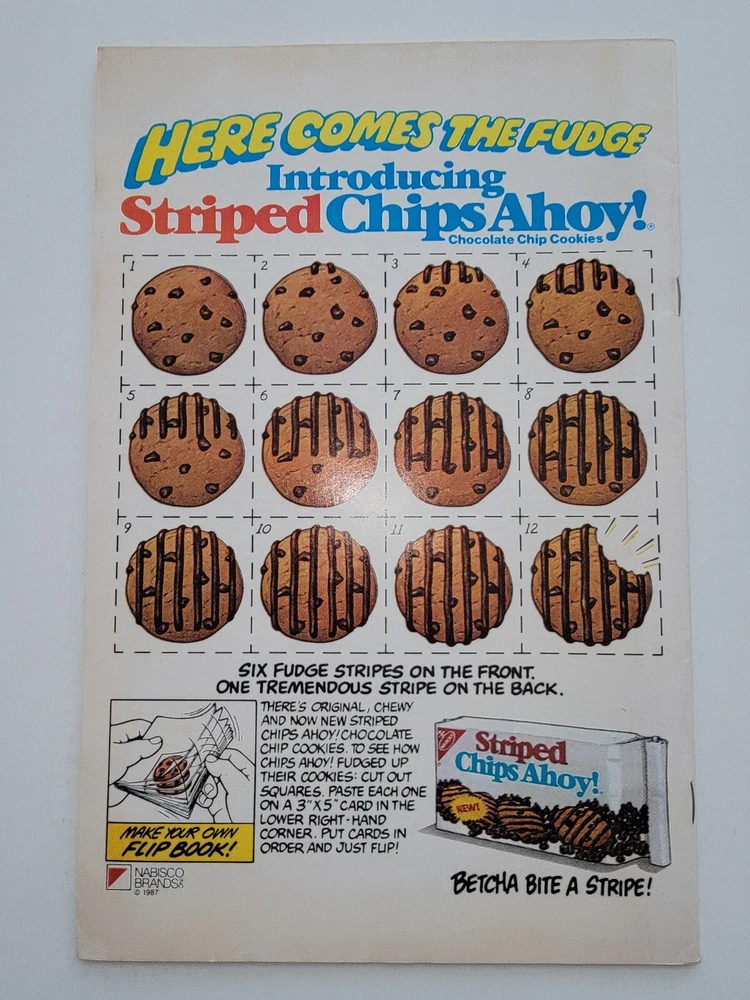 HERE COMES THE FUDGE
Introducing
Striped Chips Ahoy!®
Chocolate Chip Cookies
1 2 3 4
5 6 7 8
9 10 11 12
SIX FUDGE STRIPES ON THE FRONT.
ONE TREMENDOUS STRIPE ON THE BACK.
THERE'S ORIGINAL, CHEWY
AND NOW NEW STRIPED
CHIPS AHOY! CHOCOLATE
CHIP COOKIES. TO SEE HOW
CHIPS AHOY! FUDGED UP
THEIR COOKIES: CUT OUT
SQUARES. PASTE EACH ONE
ON A 3"X5" CARD IN THE
LOWER RIGHT-HAND
CORNER. PUT CARDS IN
ORDER AND JUST FLIP!
MAKE YOUR OWN
FLIP BOOK!
NABISCO
BRANDS
© 1987
NABISCO
Striped
Chips Ahoy!
NEW!
BETCHA BITE A STRIPE!